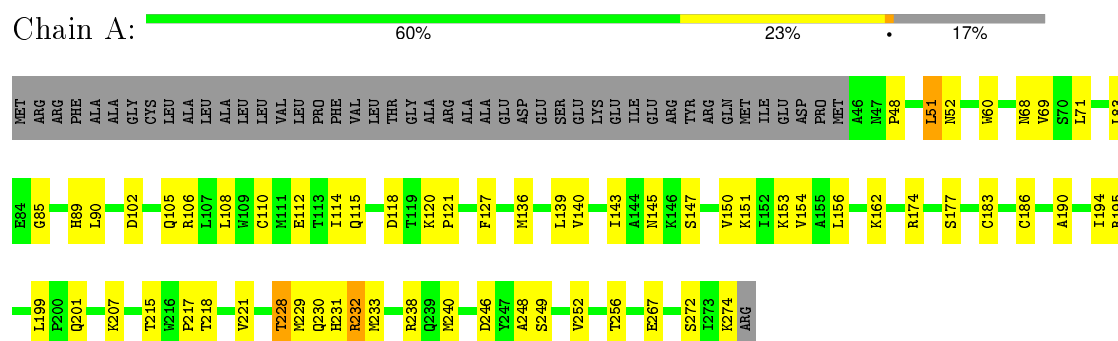 Chain A:
60% 23% • 17%
MET ARG ARG PHE ALA ALA GLY CYS LEU ALA LEU ALA LEU LEU VAL LEU PRO PHE VAL LEU THR GLY ALA ARG ALA ALA GLU ASP GLU SER GLU LYS GLU ILE GLU ARG TYR ARG GLN MET ILE GLU ASP PRO MET A46 N47 P48 L51 N52 W60 N68 V69 S70 L71 L83
E84 G85 H89 L90 D102 Q105 R106 L107 L108 W109 C110 M111 E112 T113 I114 Q115 D118 T119 K120 P121 F127 M136 L139 V140 I143 A144 N145 K146 S147 V150 K151 I152 K153 V154 A155 L156 K162 R174 S177 C183 C186 A190 I194
L199 P200 Q201 K207 T215 W216 P217 T218 V221 T228 M229 Q230 H231 R232 M233 R238 Q239 M240 D246 Y247 A248 S249 V252 T256 E267 S272 I273 K274 ARG